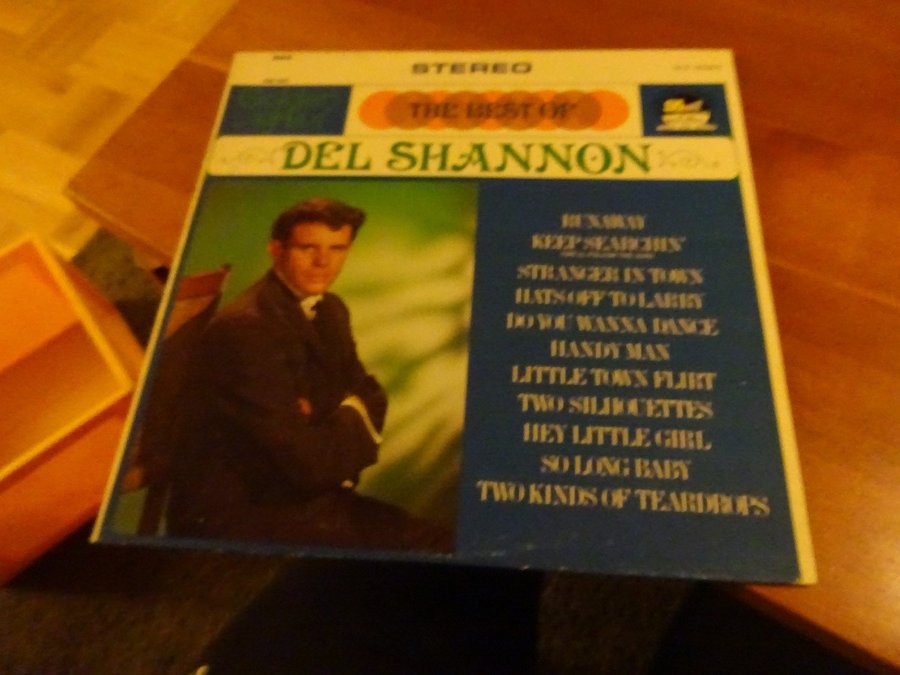 STEREO
THE BEST OF
DEL SHANNON
RUNAWAY
KEEP SEARCHIN'
STRANGER IN TOWN
HATS OFF TO LARRY
DO YOU WANNA DANCE
HANDY MAN
LITTLE TOWN FLIRT
TWO SILHOUETTES
HEY LITTLE GIRL
SO LONG BABY
TWO KINDS OF TEARDROPS